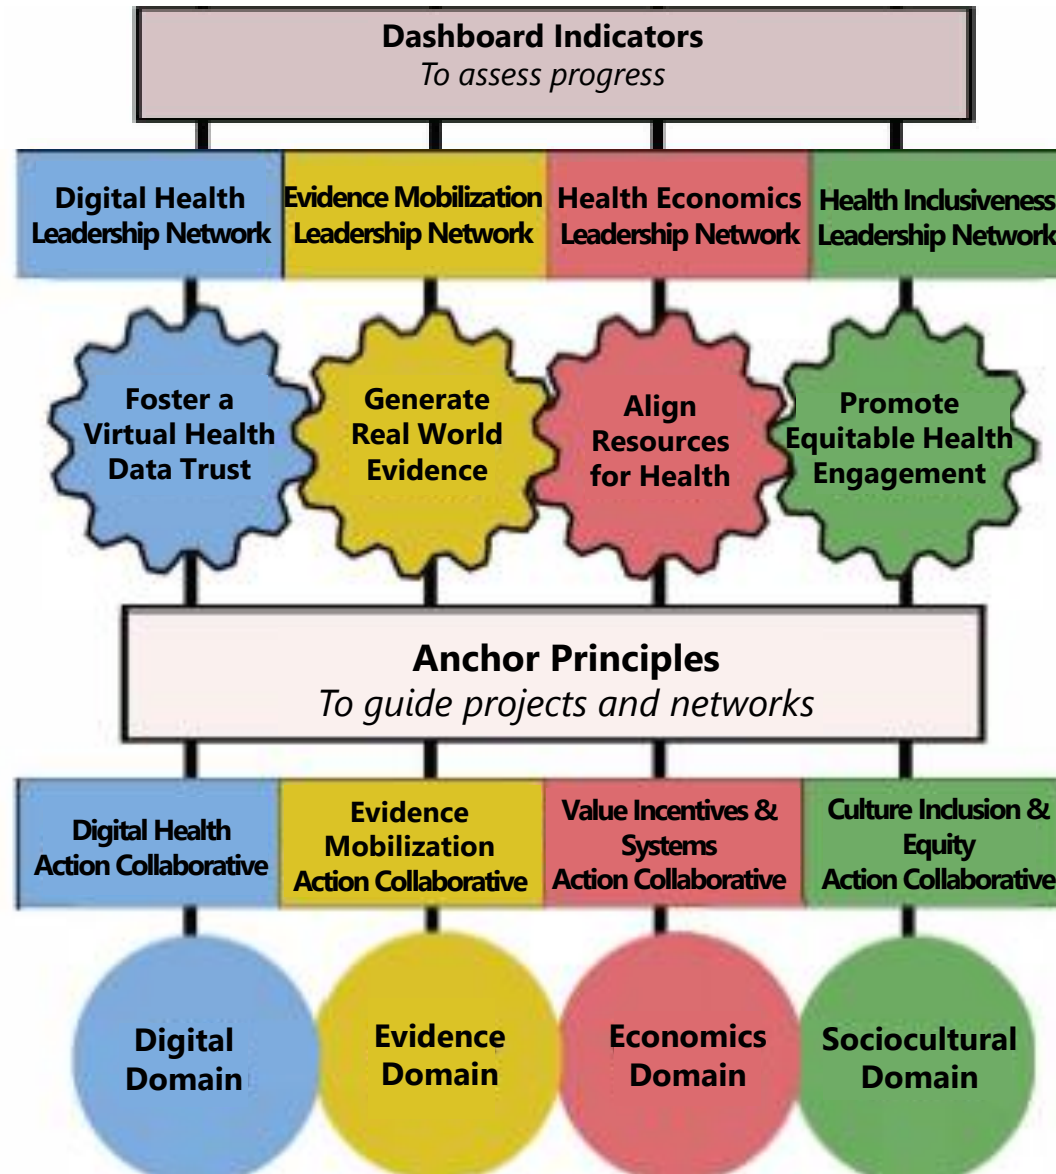 Dashboard Indicators
To assess progress
Digital Health
Leadership Network
Evidence Mobilization
Leadership Network
Health Economics
Leadership Network
Health Inclusiveness
Leadership Network
Foster a
Virtual Health
Data Trust
Generate
Real World
Evidence
Align
Resources
for Health
Promote
Equitable Health
Engagement
Anchor Principles
To guide projects and networks
Digital Health
Action Collaborative
Evidence
Mobilization
Action Collaborative
Value Incentives &
Systems
Action Collaborative
Culture Inclusion &
Equity
Action Collaborative
Digital
Domain
Evidence
Domain
Economics
Domain
Sociocultural
Domain